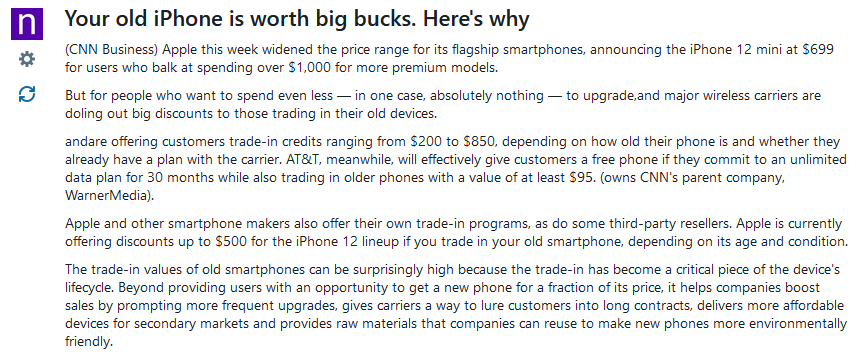 n
Your old iPhone is worth big bucks. Here's why
(CNN Business) Apple this week widened the price range for its flagship smartphones, announcing the iPhone 12 mini at $699
for users who balk at spending over $1,000 for more premium models.
But for people who want to spend even less — in one case, absolutely nothing — to upgrade,and major wireless carriers are
doling out big discounts to those trading in their old devices.
andare offering customers trade-in credits ranging from $200 to $850, depending on how old their phone is and whether they
already have a plan with the carrier. AT&T, meanwhile, will effectively give customers a free phone if they commit to an unlimited
data plan for 30 months while also trading in older phones with a value of at least $95. (owns CNN's parent company,
WarnerMedia).
Apple and other smartphone makers also offer their own trade-in programs, as do some third-party resellers. Apple is currently
offering discounts up to $500 for the iPhone 12 lineup if you trade in your old smartphone, depending on its age and condition.
The trade-in values of old smartphones can be surprisingly high because the trade-in has become a critical piece of the device's
lifecycle. Beyond providing users with an opportunity to get a new phone for a fraction of its price, it helps companies boost
sales by prompting more frequent upgrades, gives carriers a way to lure customers into long contracts, delivers more affordable
devices for secondary markets and provides raw materials that companies can reuse to make new phones more environmentally
friendly.